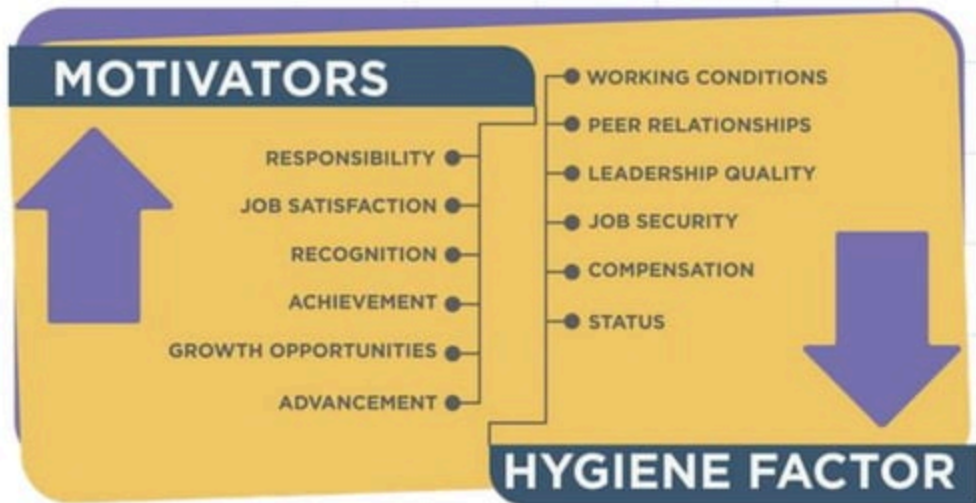 MOTIVATORS
RESPONSIBILITY
JOB SATISFACTION
RECOGNITION
ACHIEVEMENT
GROWTH OPPORTUNITIES
ADVANCEMENT
WORKING CONDITIONS
PEER RELATIONSHIPS
LEADERSHIP QUALITY
JOB SECURITY
COMPENSATION
STATUS
HYGIENE FACTOR